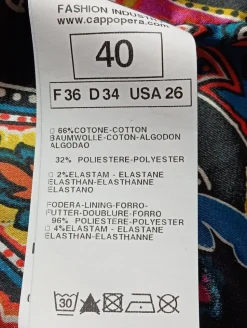 FASHION INDUST
www.cappopera.com
40
F 36 D 34 USA 26
66%COTONE-COTTON
BAUMWOLLE-COTON-ALGODON
ALGODAO
32% POLIESTERE-POLYESTER
2%ELASTAM - ELASTANE
ELASTHAN-ELASTHANNE
ELASTANO
FODERA-LINING-FORRO-
FUTTER-DOUBLURE-FORRO
96% POLIESTERE-POLYESTER
4%ELASTAM - ELASTANE
ELASTHAN-ELASTHANNE
30